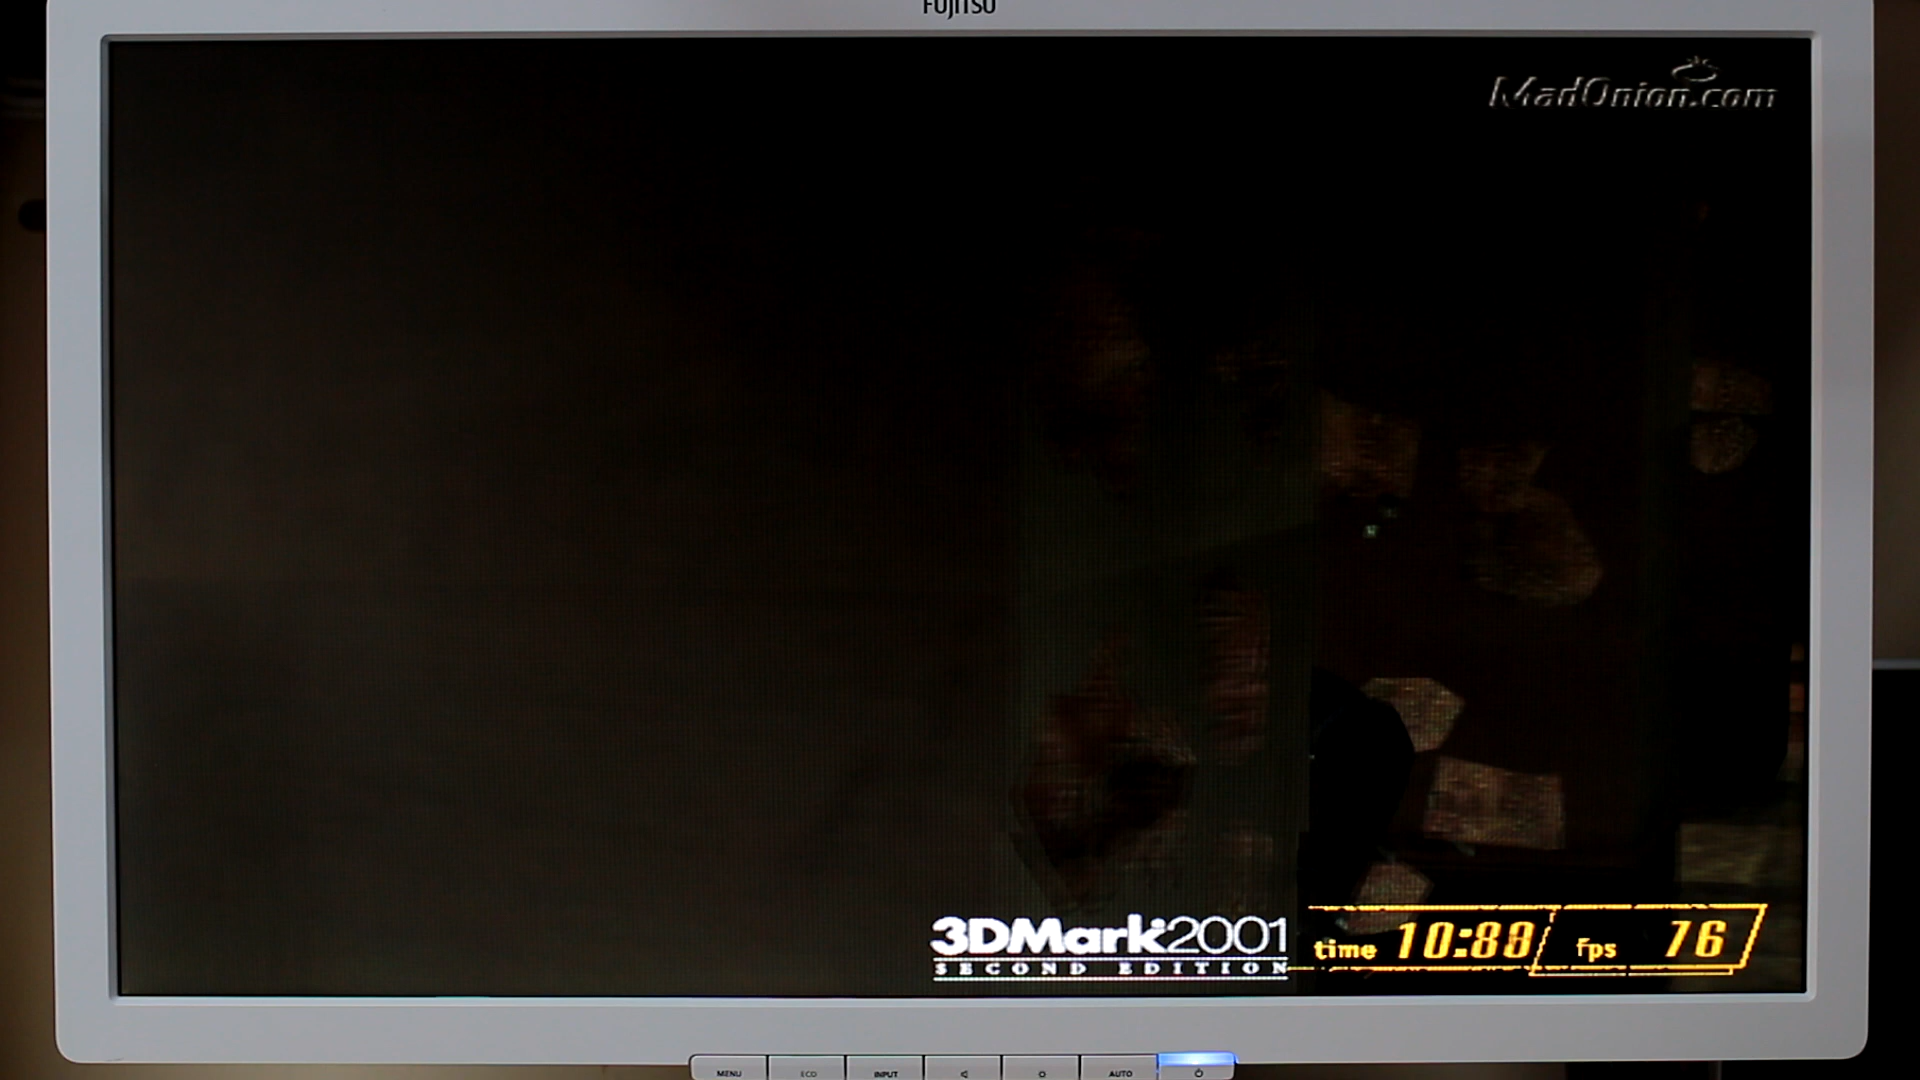 FUJITSU
MadOnion.com
3DMark2001
SECOND EDITION
time 10:88 fps 76
MENU ECO INPUT AUTO